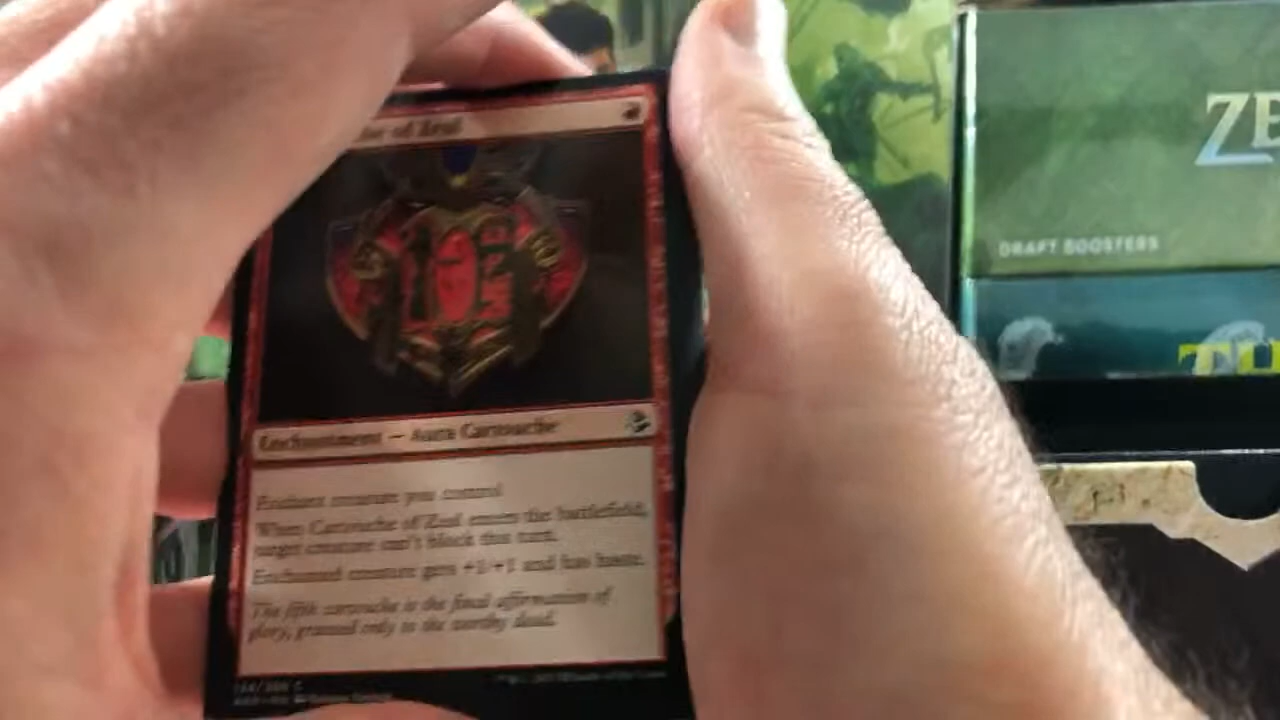 he of Zeal
ZE
DRAFT BOOSTERS
TH
Enchantment — Aura Cartouche
Enchant creature you control
When Cartouche of Zeal enters the battlefield,
target creature can't block this turn.
Enchanted creature gets +1/+1 and has haste.
The fifth cartouche is the final affirmation of
glory, granted only to the worthy dead.